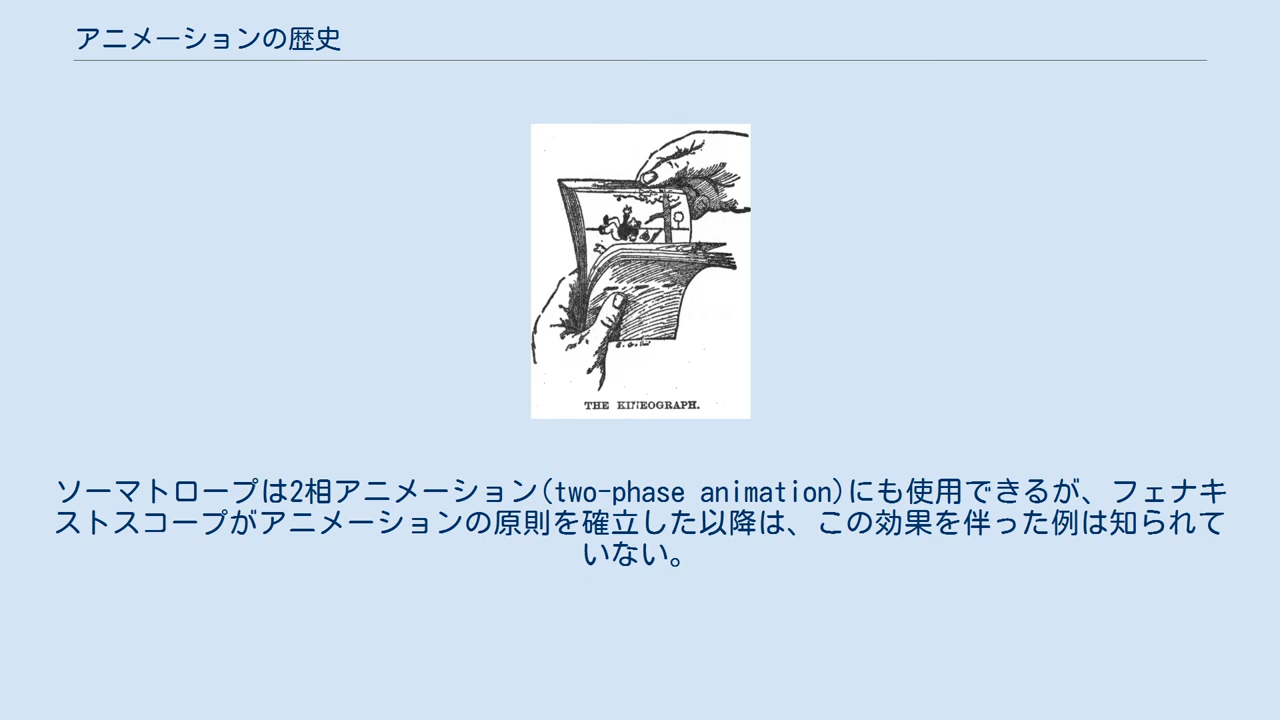 アニメーションの歴史
THE KINEOGRAPH.
ソーマトロープは2相アニメーション(two-phase animation)にも使用できるが、フェナキ
ストスコープがアニメーションの原則を確立した以降は、この効果を伴った例は知られて
いない。